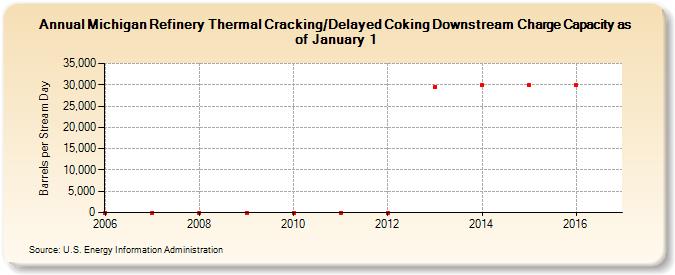 Annual Michigan Refinery Thermal Cracking/Delayed Coking Downstream Charge Capacity as
of January 1
Barrels per Stream Day
35,000
30,000
25,000
20,000
15,000
10,000
5,000
0
2006 2008 2010 2012 2014 2016
Source: U.S. Energy Information Administration